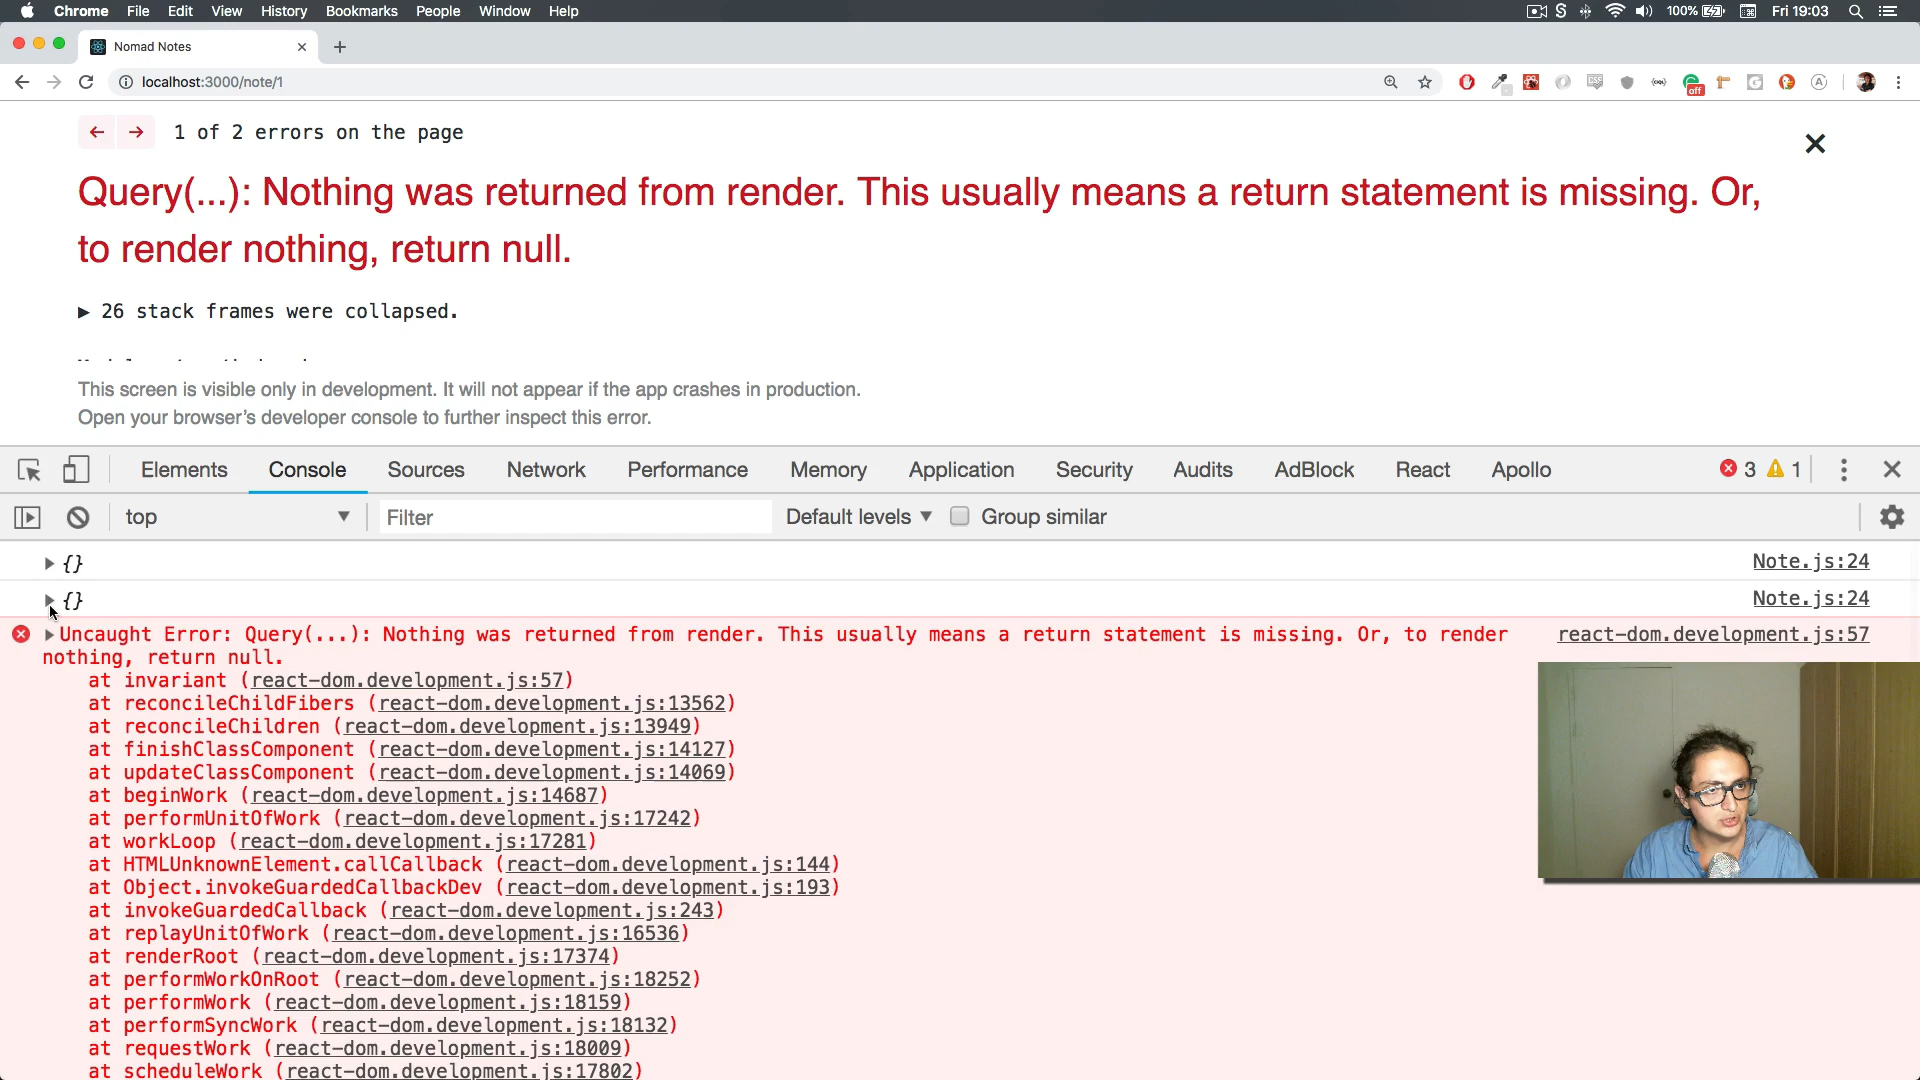 Chrome File Edit View History Bookmarks People Window Help 100% Fri 19:03
Nomad Notes
localhost:3000/note/1
off
1 of 2 errors on the page
Query(...): Nothing was returned from render. This usually means a return statement is missing. Or,
to render nothing, return null.
▶ 26 stack frames were collapsed.
This screen is visible only in development. It will not appear if the app crashes in production.
Open your browser’s developer console to further inspect this error.
Elements Console Sources Network Performance Memory Application Security Audits AdBlock React Apollo 3 1
top Filter Default levels Group similar
{} Note.js:24
{} Note.js:24
Uncaught Error: Query(...): Nothing was returned from render. This usually means a return statement is missing. Or, to render react-dom.development.js:57
nothing, return null.
at invariant (react-dom.development.js:57)
at reconcileChildFibers (react-dom.development.js:13562)
at reconcileChildren (react-dom.development.js:13949)
at finishClassComponent (react-dom.development.js:14127)
at updateClassComponent (react-dom.development.js:14069)
at beginWork (react-dom.development.js:14687)
at performUnitOfWork (react-dom.development.js:17242)
at workLoop (react-dom.development.js:17281)
at HTMLUnknownElement.callCallback (react-dom.development.js:144)
at Object.invokeGuardedCallbackDev (react-dom.development.js:193)
at invokeGuardedCallback (react-dom.development.js:243)
at replayUnitOfWork (react-dom.development.js:16536)
at renderRoot (react-dom.development.js:17374)
at performWorkOnRoot (react-dom.development.js:18252)
at performWork (react-dom.development.js:18159)
at performSyncWork (react-dom.development.js:18132)
at requestWork (react-dom.development.js:18009)
at scheduleWork (react-dom.development.js:17802)